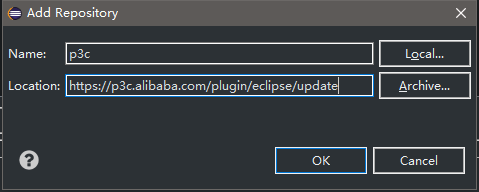 Add Repository
Name: p3c Local...
Location: https://p3c.alibaba.com/plugin/eclipse/update Archive...
? OK Cancel